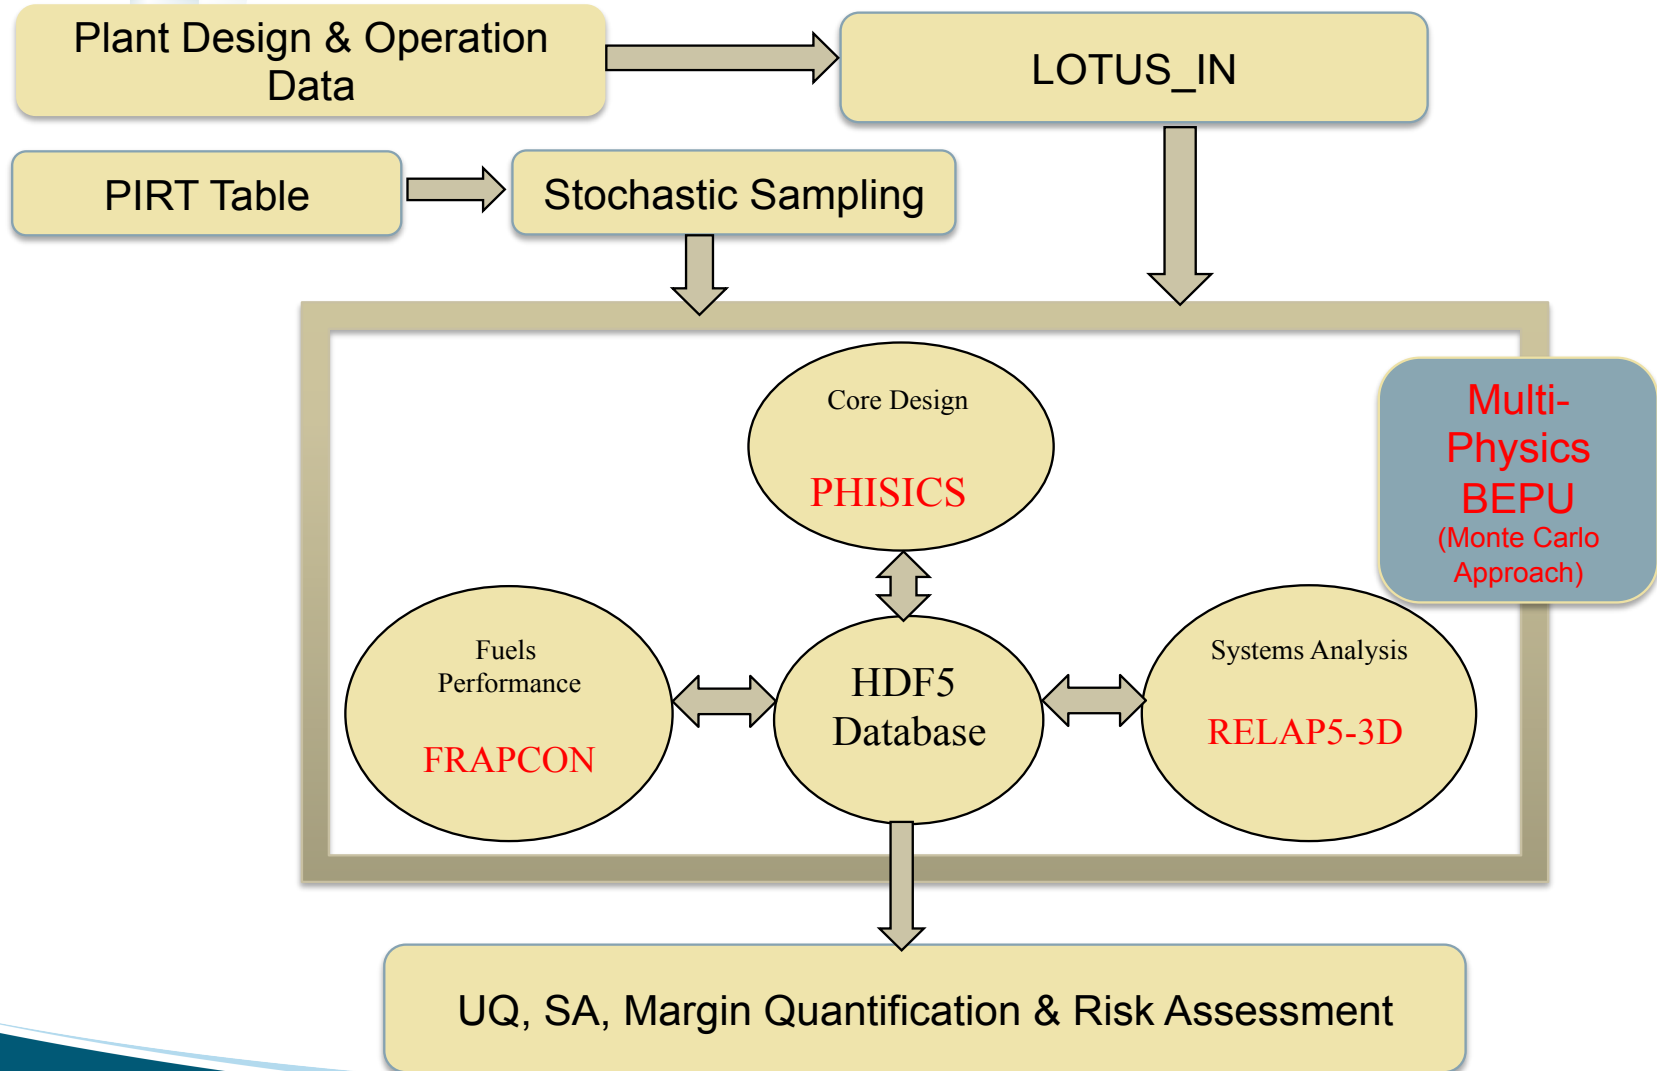 Plant Design & Operation
Data
LOTUS_IN
PIRT Table
Stochastic Sampling
Core Design
PHISICS
Multi-
Physics
BEPU
(Monte Carlo
Approach)
Fuels
Performance
FRAPCON
HDF5
Database
Systems Analysis
RELAP5-3D
UQ, SA, Margin Quantification & Risk Assessment